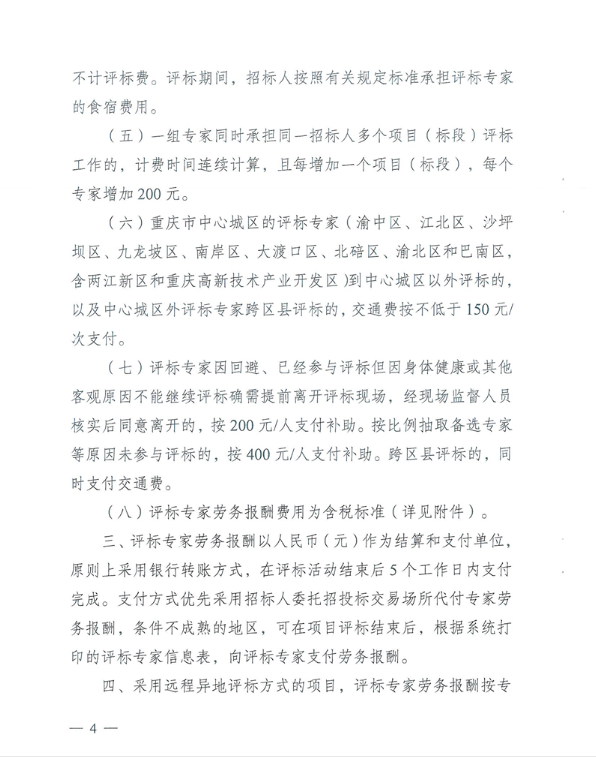 不计评标费。评标期间，招标人按照有关规定标准承担评标专家
的食宿费用。
（五）一组专家同时承担同一招标人多个项目（标段）评标
工作的，计费时间连续计算，且每增加一个项目（标段），每个
专家增加 200 元。
（六）重庆市中心城区的评标专家（渝中区、江北区、沙坪
坝区、九龙坡区、南岸区、大渡口区、北碚区、渝北区和巴南区，
含两江新区和重庆高新技术产业开发区）到中心城区以外评标的，
以及中心城区外评标专家跨区县评标的，交通费按不低于 150 元/
次支付。
（七）评标专家因回避、已经参与评标但因身体健康或其他
客观原因不能继续评标确需提前离开评标现场，经现场监督人员
核实后同意离开的，按 200 元/人支付补助。按比例抽取备选专家
等原因未参与评标的，按 400 元/人支付补助。跨区县评标的，同
时支付交通费。
（八）评标专家劳务报酬费用为含税标准（详见附件）。
三、评标专家劳务报酬以人民币（元）作为结算和支付单位，
原则上采用银行转账方式，在评标活动结束后 5 个工作日内支付
完成。支付方式优先采用招标人委托招投标交易场所代付专家劳
务报酬，条件不成熟的地区，可在项目评标结束后，根据系统打
印的评标专家信息表，向评标专家支付劳务报酬。
四、采用远程异地评标方式的项目，评标专家劳务报酬按专
— 4 —